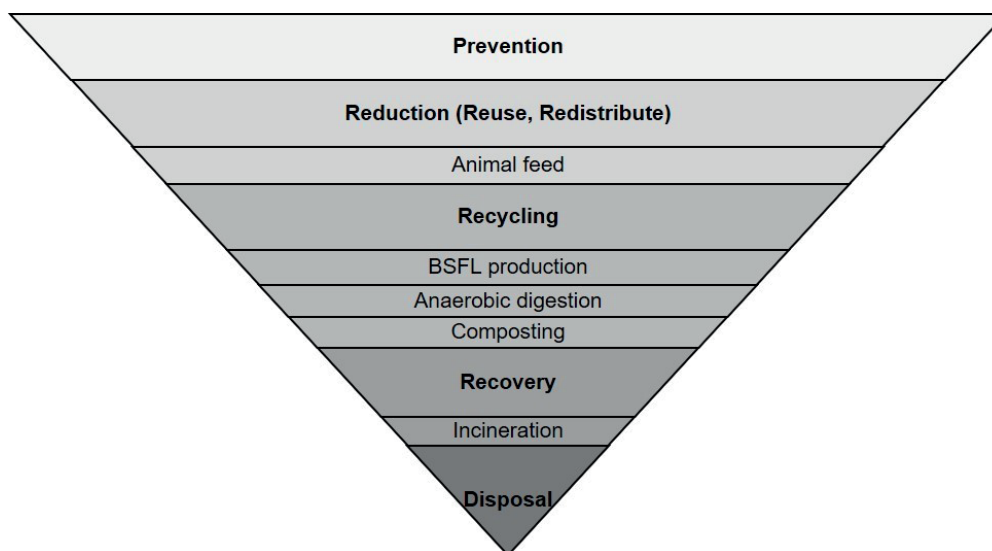 Prevention
Reduction (Reuse, Redistribute)
Animal feed
Recycling
BSFL production
Anaerobic digestion
Composting
Recovery
Incineration
Disposal